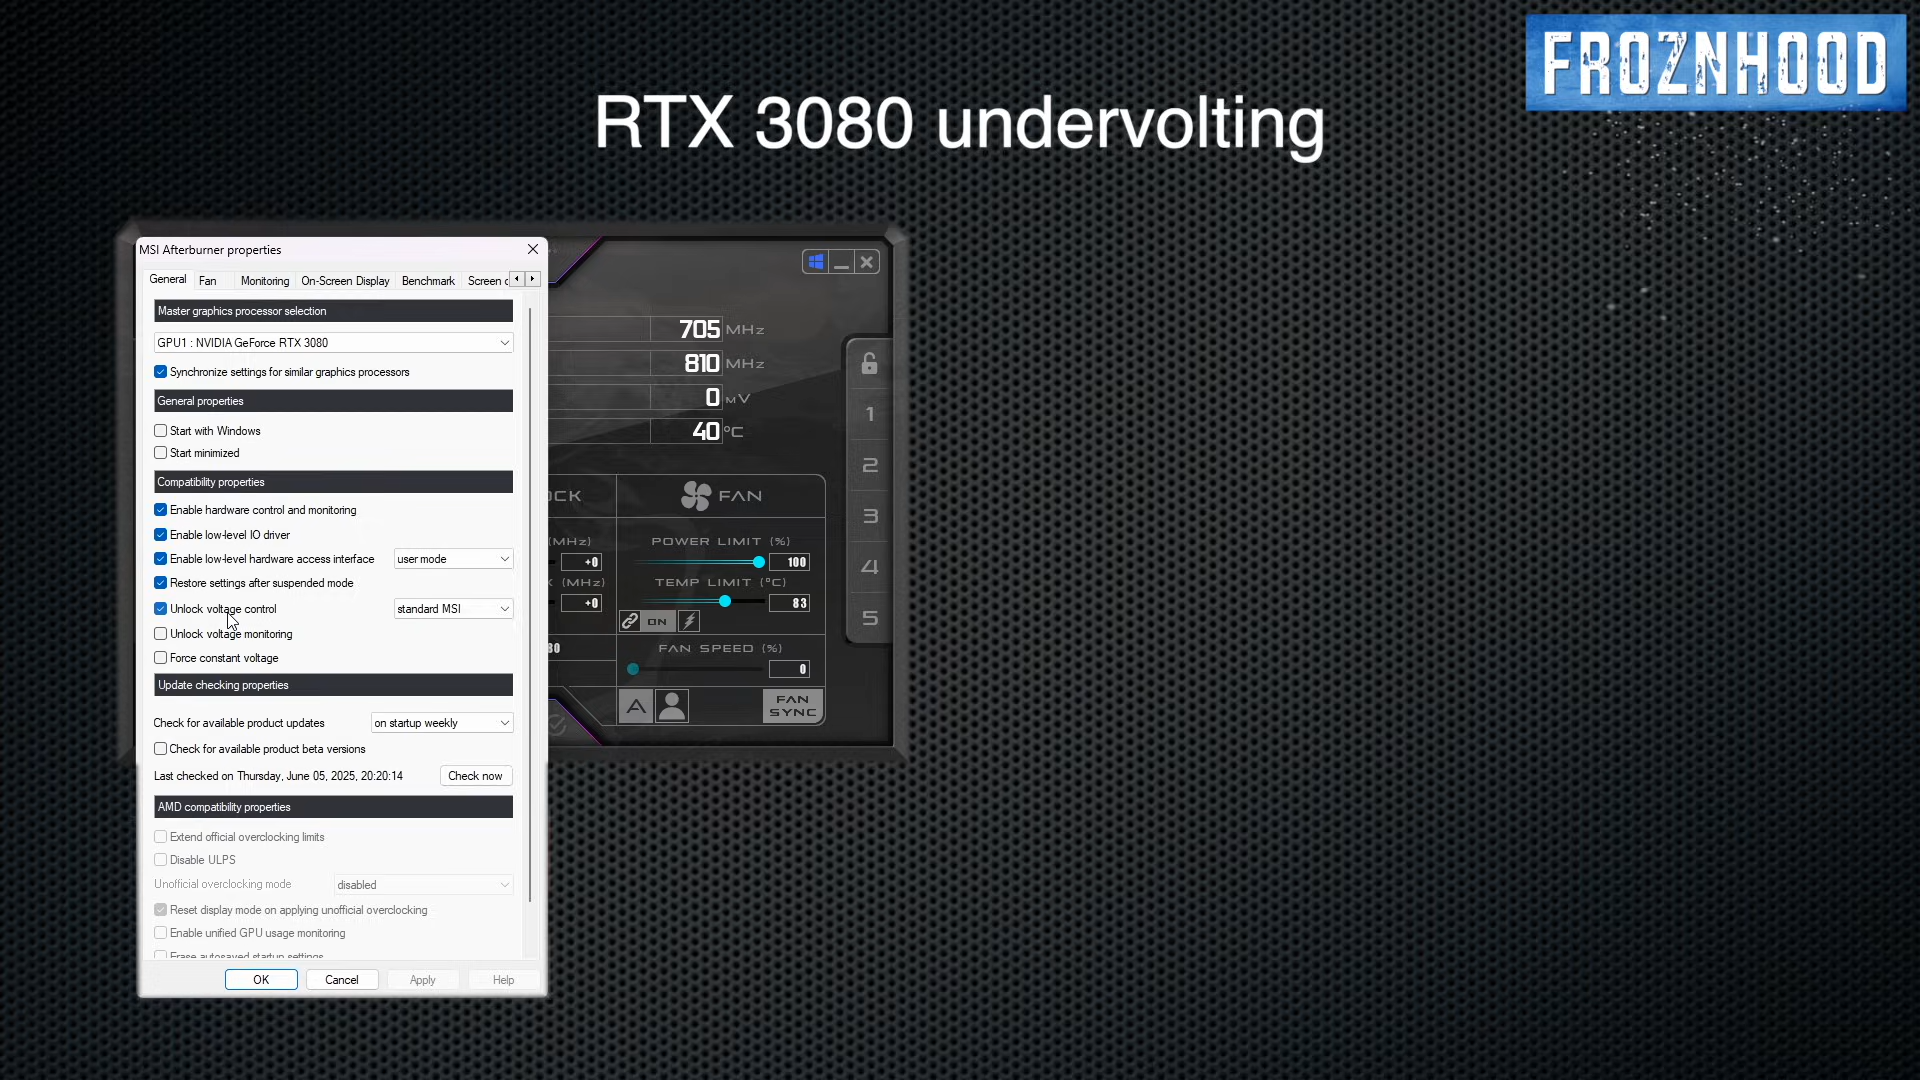 FROZNHOOD
RTX 3080 undervolting
MSI Afterburner properties
General Fan Monitoring On-Screen Display Benchmark Screen c
Master graphics processor selection
GPU1 : NVIDIA GeForce RTX 3080
Synchronize settings for similar graphics processors
General properties
Start with Windows
Start minimized
Compatibility properties
Enable hardware control and monitoring
Enable low-level IO driver
Enable low-level hardware access interface user mode
Restore settings after suspended mode
Unlock voltage control standard MSI
Unlock voltage monitoring
Force constant voltage
Update checking properties
Check for available product updates on startup weekly
Check for available product beta versions
Last checked on Thursday, June 05, 2025, 20:20:14 Check now
AMD compatibility properties
Extend official overclocking limits
Disable ULPS
Unofficial overclocking mode disabled
Reset display mode on applying unofficial overclocking
Enable unified GPU usage monitoring
Erase autosaved startup settings
OK Cancel Apply Help
705 MHz
810 MHz
0 MV
40 °C
OCK FAN
(MHz) POWER LIMIT (%)
+0 100
(MHz) TEMP LIMIT (°C)
+0 83
ON
80 FAN SPEED (%)
0
A FAN
SYNC
1
2
3
4
5